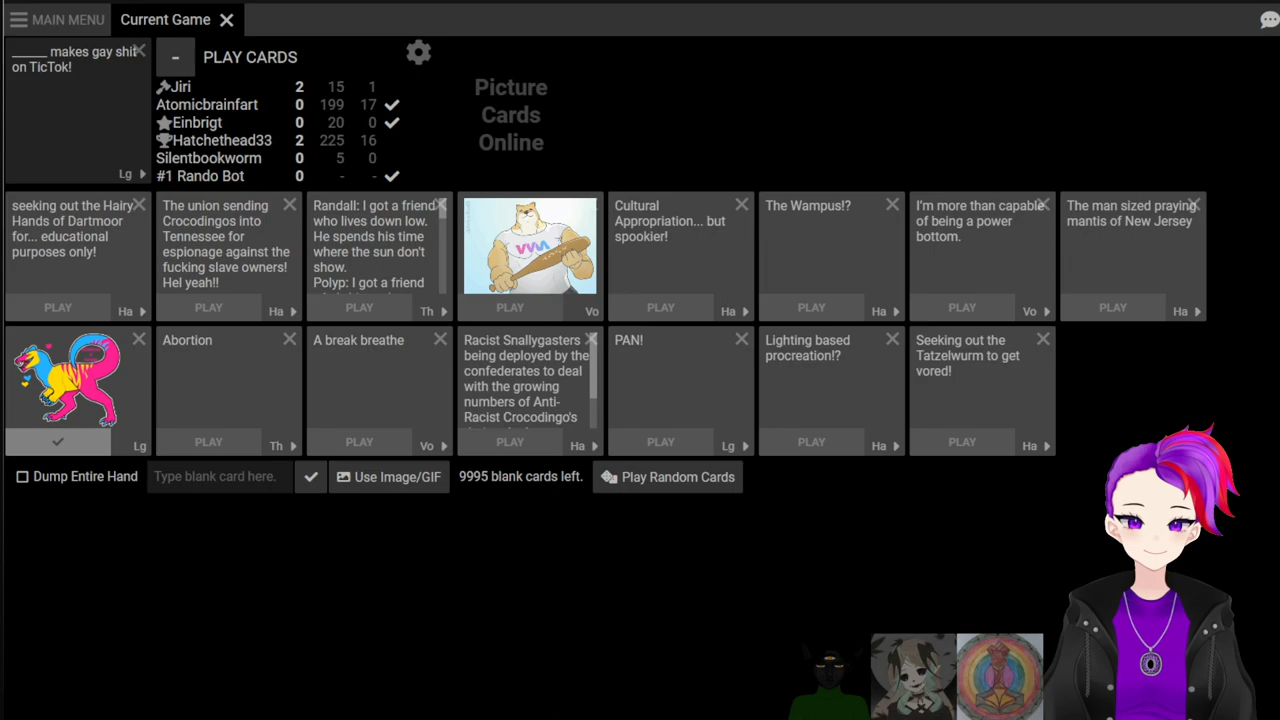 MAIN MENU
Current Game
_____ makes gay shit
on TicTok!
Lg
- PLAY CARDS
Jiri 2 15 1
Atomicbrainfart 0 199 17
Einbrigt 0 20 0
Hatchethead33 2 225 16
Silentbookworm 0 5 0
#1 Rando Bot 0 - -
Picture
Cards
Online
seeking out the Hairy
Hands of Dartmoor
for... educational
purposes only!
PLAY
Ha
The union sending
Crocodingos into
Tennessee for
espionage against the
fucking slave owners!
Hel yeah!!
PLAY
Ha
Randall: I got a friend
who lives down low.
He spends his time
where the sun don't
show.
Polyp: I got a friend
PLAY
Th
PLAY
Vo
Cultural
Appropriation... but
spookier!
PLAY
Ha
The Wampus!?
PLAY
Ha
I'm more than capable
of being a power
bottom.
PLAY
Vo
The man sized praying
mantis of New Jersey
PLAY
Ha
Lg
Abortion
PLAY
Th
A break breathe
PLAY
Vo
Racist Snallygasters
being deployed by the
confederates to deal
with the growing
numbers of Anti-
Racist Crocodingo's
PLAY
Ha
PAN!
PLAY
Lg
Lighting based
procreation!?
PLAY
Ha
Seeking out the
Tatzelwurm to get
vored!
PLAY
Ha
Dump Entire Hand
Type blank card here.
Use Image/GIF
9995 blank cards left.
Play Random Cards